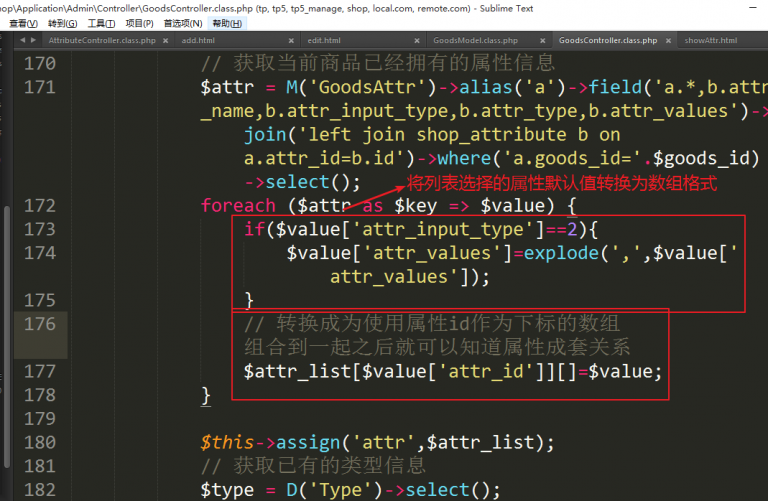 hop\Application\Admin\Controller\GoodsController.class.php (tp, tp5, tp5_manage, shop, local.com, remote.com) - Sublime Text
查看(V) 转到(G) 工具(T) 项目(P) 首选项(N) 帮助(H)
AttributeController.class.php × add.html × edit.html × GoodsModel.class.php × GoodsController.class.php × showAttr.html
170 // 获取当前商品已经拥有的属性信息
171 $attr = M('GoodsAttr')->alias('a')->field('a.*,b.attr
_name,b.attr_input_type,b.attr_type,b.attr_values')->
join('left join shop_attribute b on
a.attr_id=b.id')->where('a.goods_id='.$goods_id)
->select();
将列表选择的属性默认值转换为数组格式
172 foreach ($attr as $key => $value) {
173 if($value['attr_input_type']==2){
174 $value['attr_values']=explode(',',$value['
attr_values']);
175 }
176 // 转换成为使用属性id作为下标的数组
组合到一起之后就可以知道属性成套关系
177 $attr_list[$value['attr_id']][]=$value;
178 }
179
180 $this->assign('attr',$attr_list);
181 // 获取已有的类型信息
182 $type = D('Type')->select();